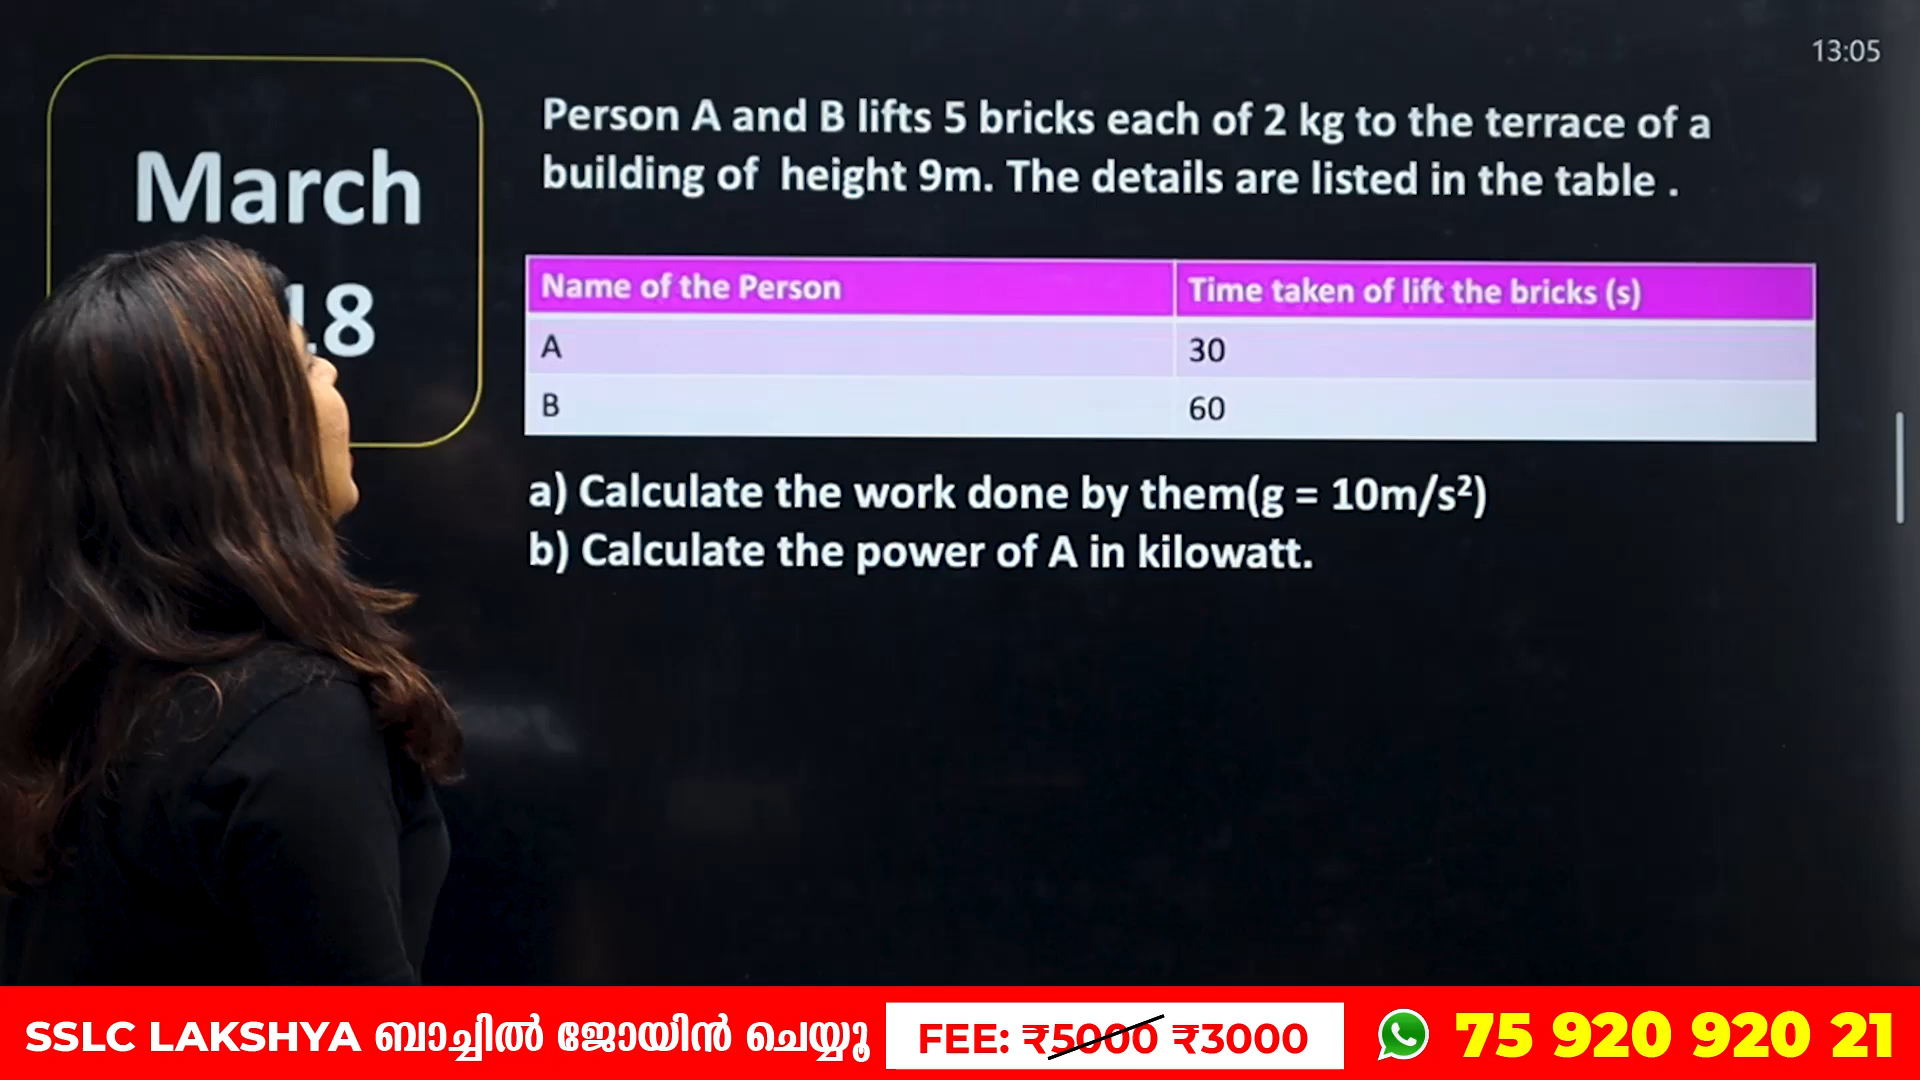 13:05
March
18
Person A and B lifts 5 bricks each of 2 kg to the terrace of a
building of height 9m. The details are listed in the table .
Name of the Person
Time taken of lift the bricks (s)
A
30
B
60
a) Calculate the work done by them(g = 10m/s²)
b) Calculate the power of A in kilowatt.
SSLC LAKSHYA ബാച്ചിൽ ജോയിൻ ചെയ്യൂ
FEE: ₹5000 ₹3000
75 920 920 21